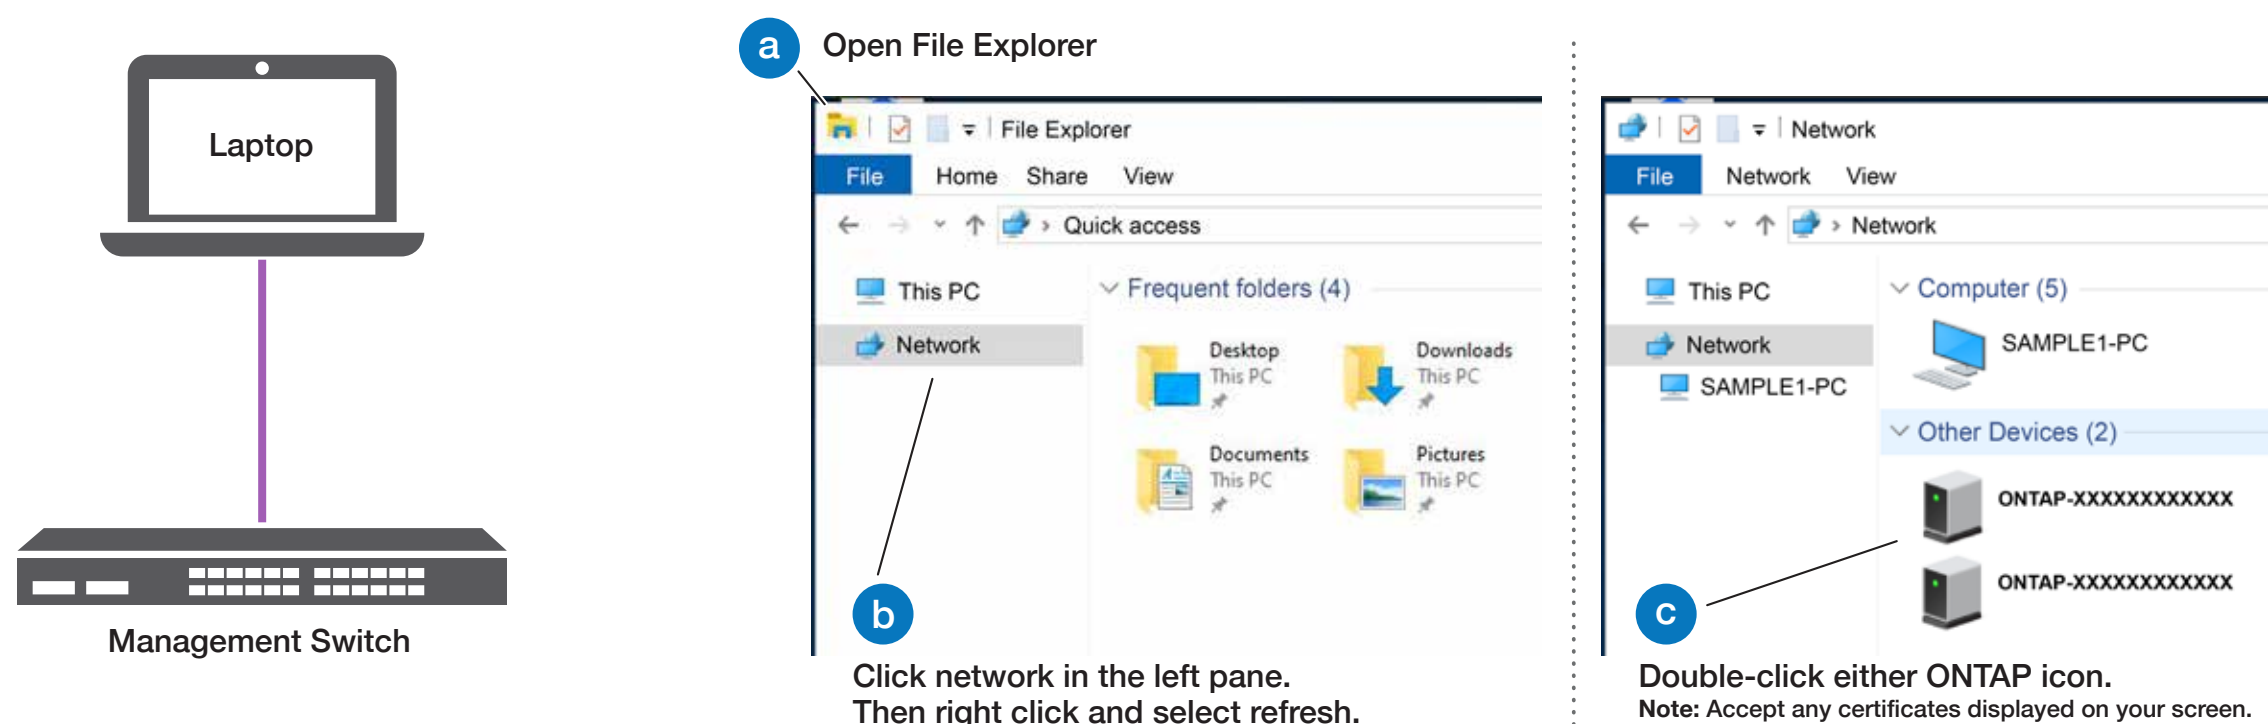 Laptop
Management Switch
a
Open File Explorer
File Explorer
File Home Share View
Quick access
This PC
Network
Frequent folders (4)
Desktop
This PC
Downloads
This PC
Documents
This PC
Pictures
This PC
b
Click network in the left pane.
Then right click and select refresh.
Network
File Network View
Network
This PC
Network
SAMPLE1-PC
Computer (5)
SAMPLE1-PC
Other Devices (2)
ONTAP-XXXXXXXXXXXX
ONTAP-XXXXXXXXXXXX
c
Double-click either ONTAP icon.
Note: Accept any certificates displayed on your screen.